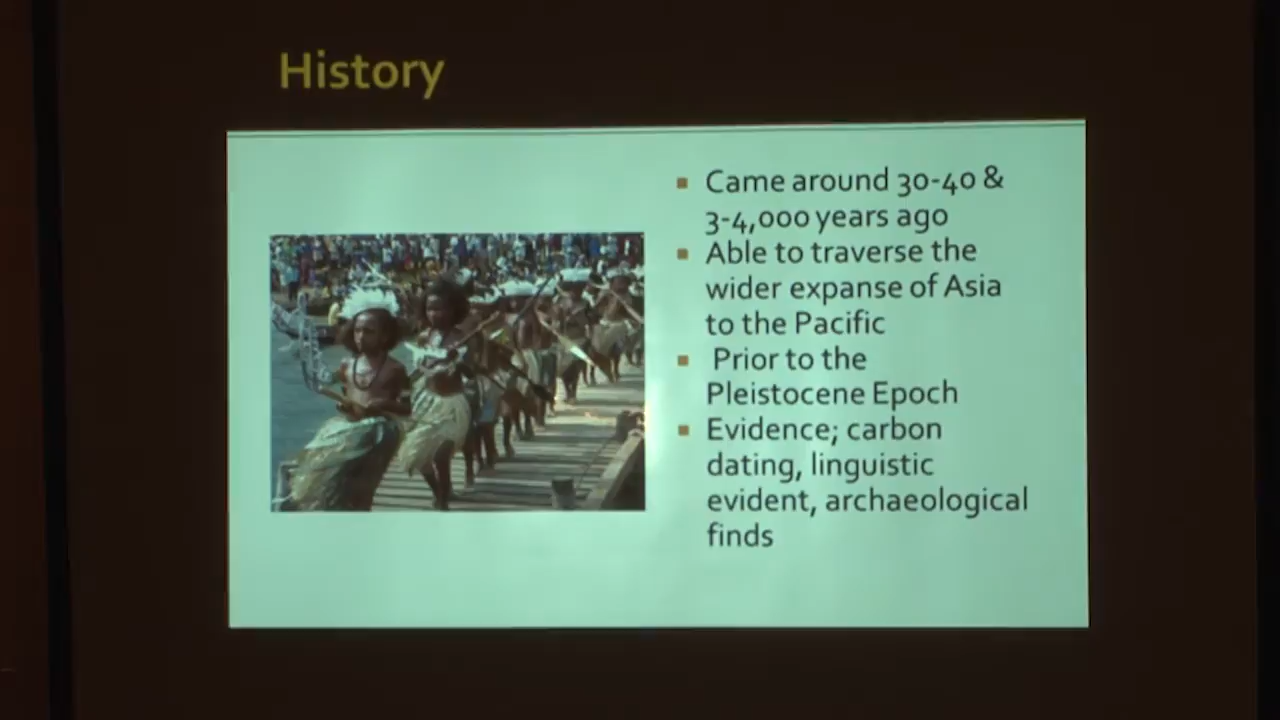 History
Came around 30-40 &
3-4,000 years ago
Able to traverse the
wider expanse of Asia
to the Pacific
Prior to the
Pleistocene Epoch
Evidence; carbon
dating, linguistic
evident, archaeological
finds